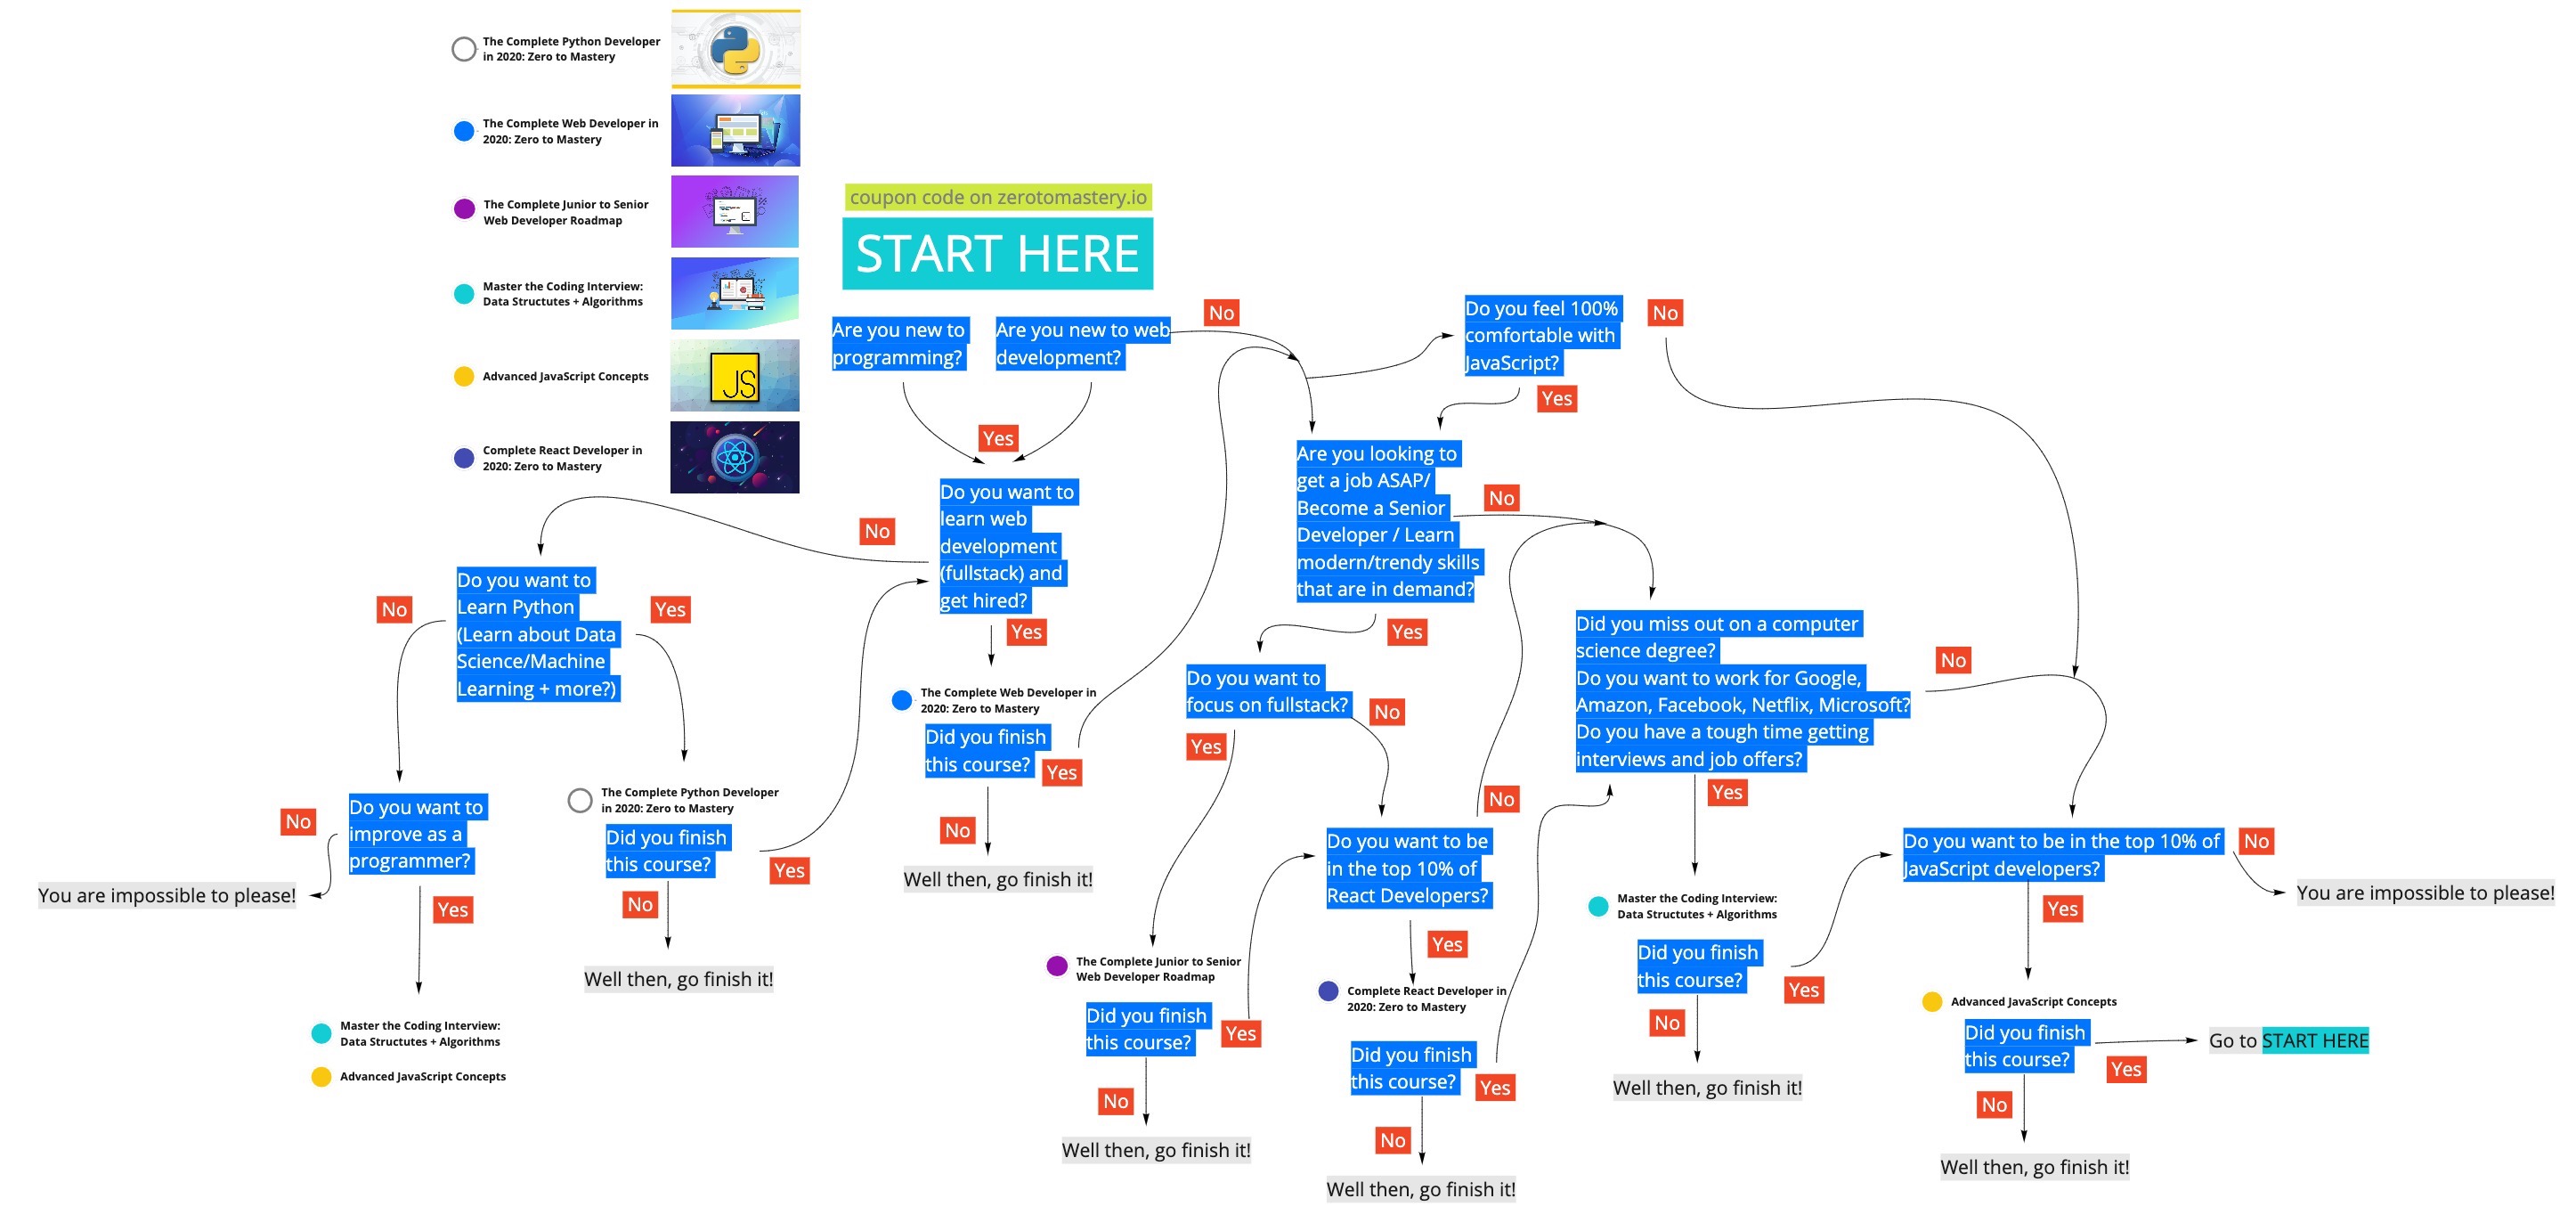 The Complete Python Developer
in 2020: Zero to Mastery
The Complete Web Developer in
2020: Zero to Mastery
The Complete Junior to Senior
Web Developer Roadmap
Master the Coding Interview:
Data Structutes + Algorithms
Advanced JavaScript Concepts
JS
Complete React Developer in
2020: Zero to Mastery
coupon code on zerotomastery.io
START HERE
Are you new to
programming?
Are you new to web
development?
No
Yes
Do you feel 100%
comfortable with
JavaScript?
No
Yes
Do you want to
learn web
development
(fullstack) and
get hired?
No
Yes
Are you looking to
get a job ASAP/
Become a Senior
Developer / Learn
modern/trendy skills
that are in demand?
No
Yes
Do you want to
Learn Python
(Learn about Data
Science/Machine
Learning + more?)
No
Yes
The Complete Web Developer in
2020: Zero to Mastery
Did you finish
this course?
Yes
No
Well then, go finish it!
Do you want to
focus on fullstack?
No
Yes
Did you miss out on a computer
science degree?
Do you want to work for Google,
Amazon, Facebook, Netflix, Microsoft?
Do you have a tough time getting
interviews and job offers?
No
Yes
Do you want to
improve as a
programmer?
No
You are impossible to please!
Yes
Master the Coding Interview:
Data Structutes + Algorithms
Advanced JavaScript Concepts
The Complete Python Developer
in 2020: Zero to Mastery
Did you finish
this course?
Yes
No
Well then, go finish it!
The Complete Junior to Senior
Web Developer Roadmap
Did you finish
this course?
Yes
No
Well then, go finish it!
Do you want to be
in the top 10% of
React Developers?
No
Yes
Complete React Developer in
2020: Zero to Mastery
Did you finish
this course?
Yes
No
Well then, go finish it!
Master the Coding Interview:
Data Structutes + Algorithms
Did you finish
this course?
Yes
No
Well then, go finish it!
Do you want to be in the top 10% of
JavaScript developers?
No
You are impossible to please!
Yes
Advanced JavaScript Concepts
Did you finish
this course?
Yes
Go to START HERE
No
Well then, go finish it!